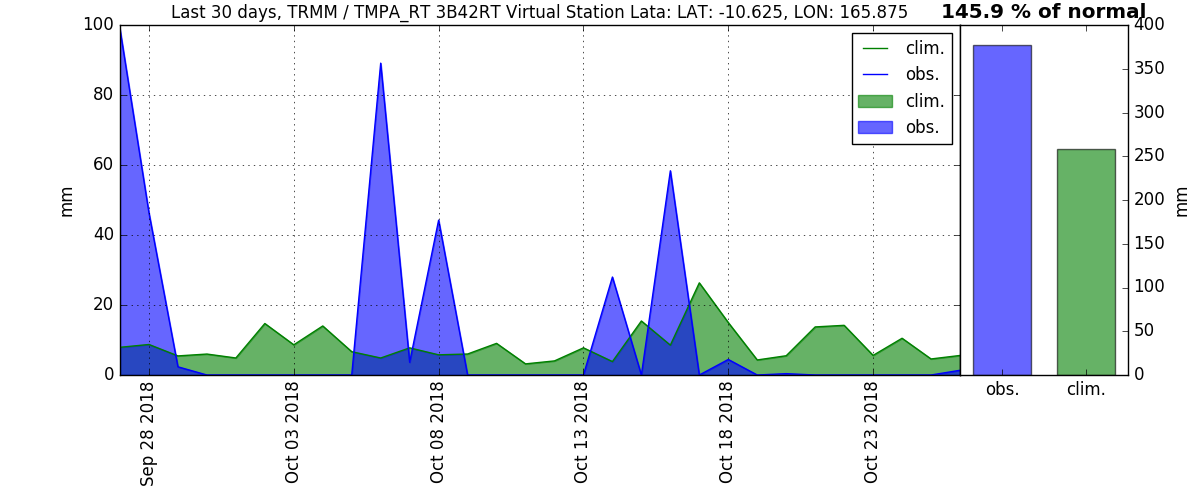 Last 30 days, TRMM / TMPA_RT 3B42RT Virtual Station Lata: LAT: -10.625, LON: 165.875
145.9 % of normal
100
80
60
40
20
0
mm
clim.
obs.
clim.
obs.
Sep 28 2018
Oct 03 2018
Oct 08 2018
Oct 13 2018
Oct 18 2018
Oct 23 2018
400
350
300
250
200
150
100
50
0
mm
obs.
clim.